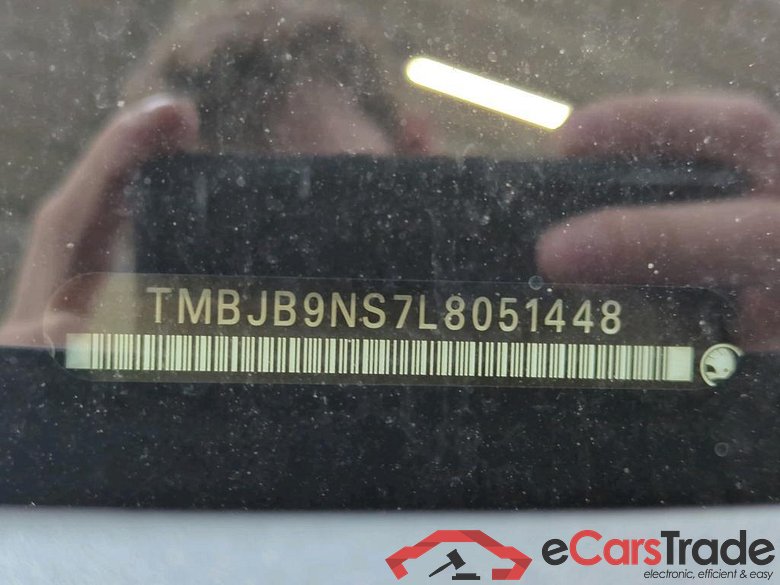 TMBJB9NS7L8051448
eCarsTrade
electronic, efficient & easy